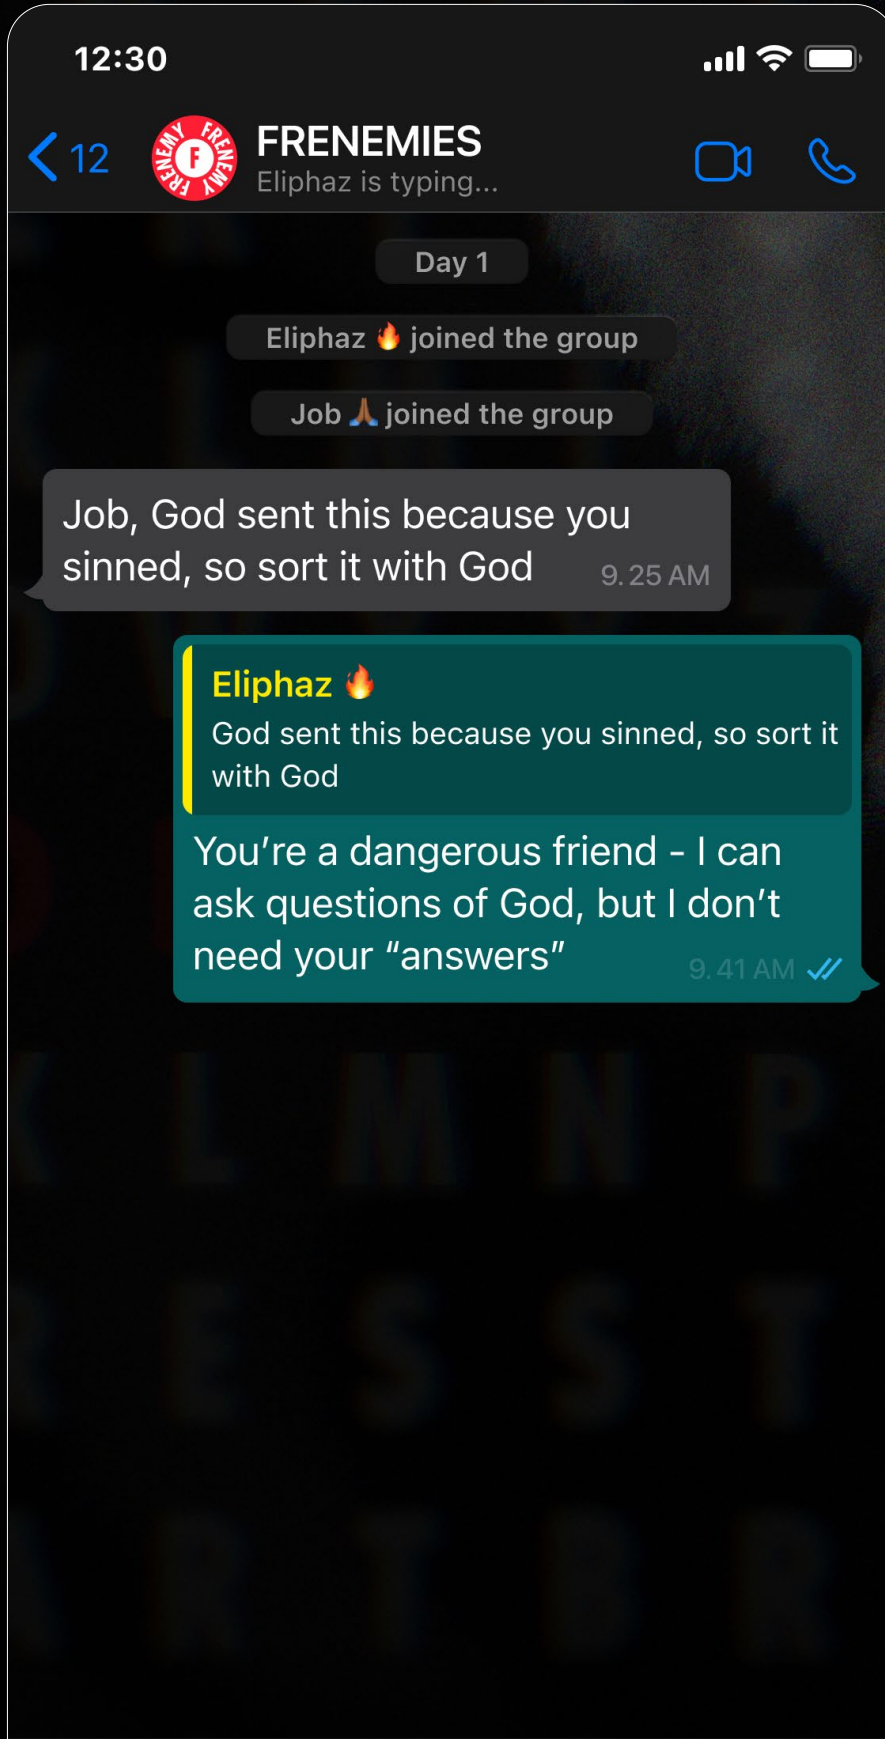 12:30
12
FRENEMY FRENEMY FRENEMY
F
FRENEMIES
Eliphaz is typing...
Day 1
Eliphaz 🔥 joined the group
Job 🙏🏾 joined the group
Job, God sent this because you
sinned, so sort it with God
9.25 AM
Eliphaz 🔥
God sent this because you sinned, so sort it
with God
You’re a dangerous friend - I can
ask questions of God, but I don’t
need your “answers”
9.41 AM
K L M N P
E S S T
R T B R